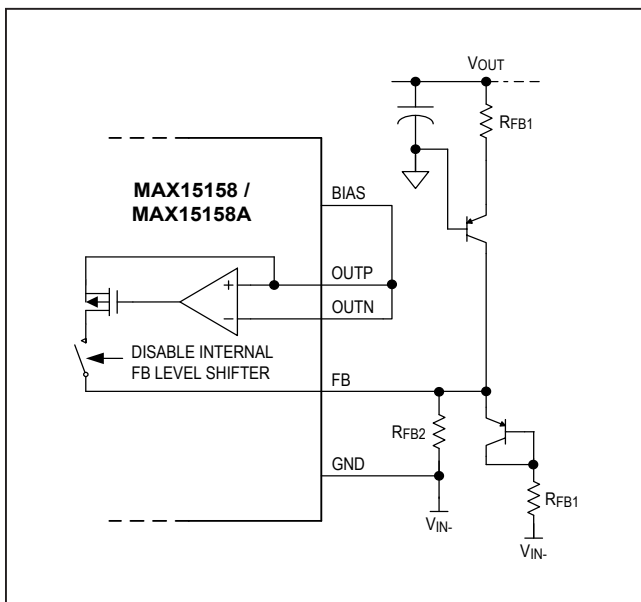 VOUT
RFB1
MAX15158 /
MAX15158A
BIAS
OUTP
OUTN
+
−
DISABLE INTERNAL
FB LEVEL SHIFTER
FB
RFB2
GND
RFB1
VIN-
VIN-